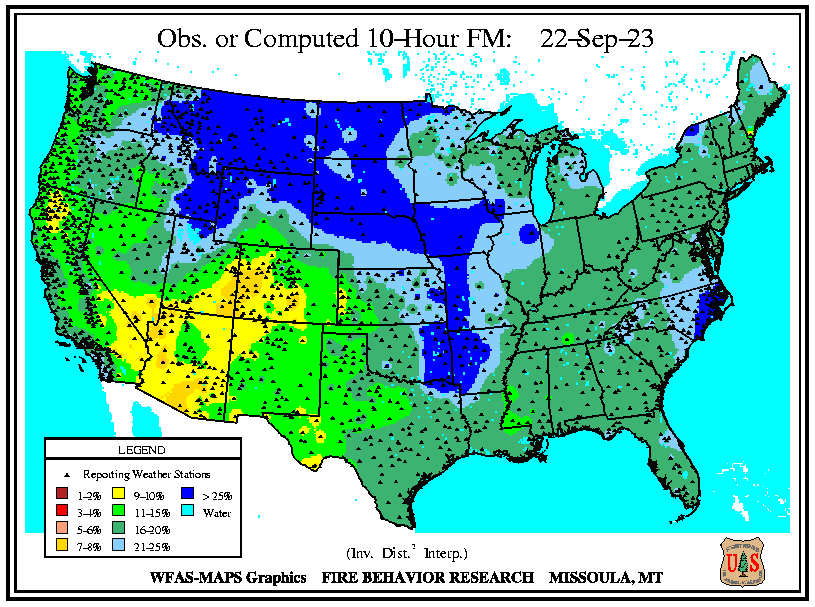 Obs. or Computed 10-Hour FM: 22-Sep-23
LEGEND
Reporting Weather Stations
1-2%
3-4%
5-6%
7-8%
9-10%
11-15%
16-20%
21-25%
> 25%
Water
(Inv. Dist.² Interp.)
WFAS-MAPS Graphics FIRE BEHAVIOR RESEARCH MISSOULA, MT
U S